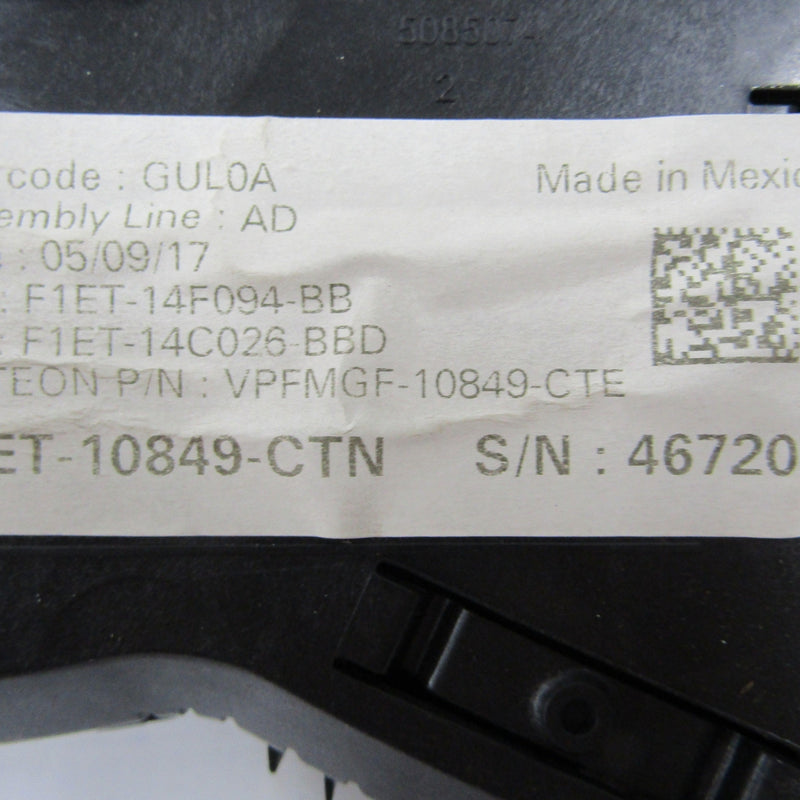 5085074
2
code : GUL0A
Made in Mexic
embly Line : AD
: 05/09/17
: F1ET-14F094-BB
: F1ET-14C026-BBD
TEON P/N : VPFMGF-10849-CTE
ET-10849-CTN S/N : 46720